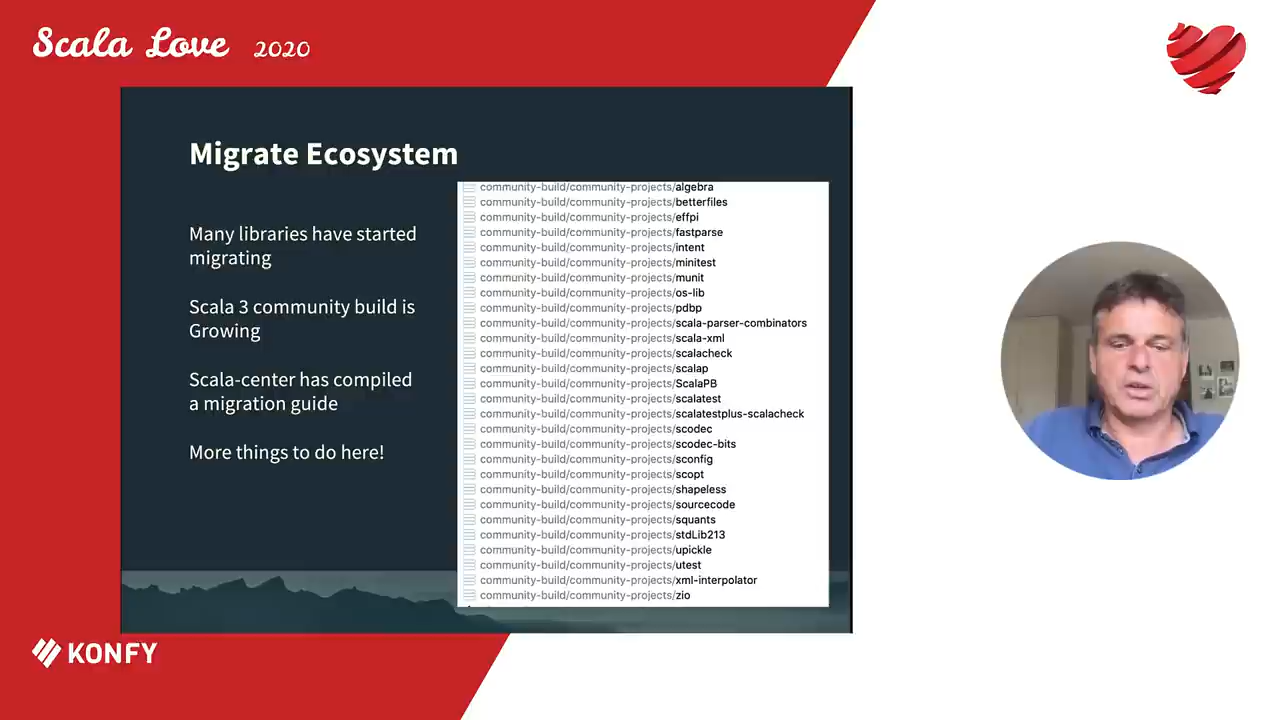 Scala Love 2020
Migrate Ecosystem
Many libraries have started
migrating
Scala 3 community build is
Growing
Scala-center has compiled
a migration guide
More things to do here!
community-build/community-projects/algebra
community-build/community-projects/betterfiles
community-build/community-projects/effpi
community-build/community-projects/fastparse
community-build/community-projects/intent
community-build/community-projects/minitest
community-build/community-projects/munit
community-build/community-projects/os-lib
community-build/community-projects/pdbp
community-build/community-projects/scala-parser-combinators
community-build/community-projects/scala-xml
community-build/community-projects/scalacheck
community-build/community-projects/scalap
community-build/community-projects/ScalaPB
community-build/community-projects/scalatest
community-build/community-projects/scalatestplus-scalacheck
community-build/community-projects/scodec
community-build/community-projects/scodec-bits
community-build/community-projects/sconfig
community-build/community-projects/scopt
community-build/community-projects/shapeless
community-build/community-projects/sourcecode
community-build/community-projects/squants
community-build/community-projects/stdLib213
community-build/community-projects/upickle
community-build/community-projects/utest
community-build/community-projects/xml-interpolator
community-build/community-projects/zio
KONFY